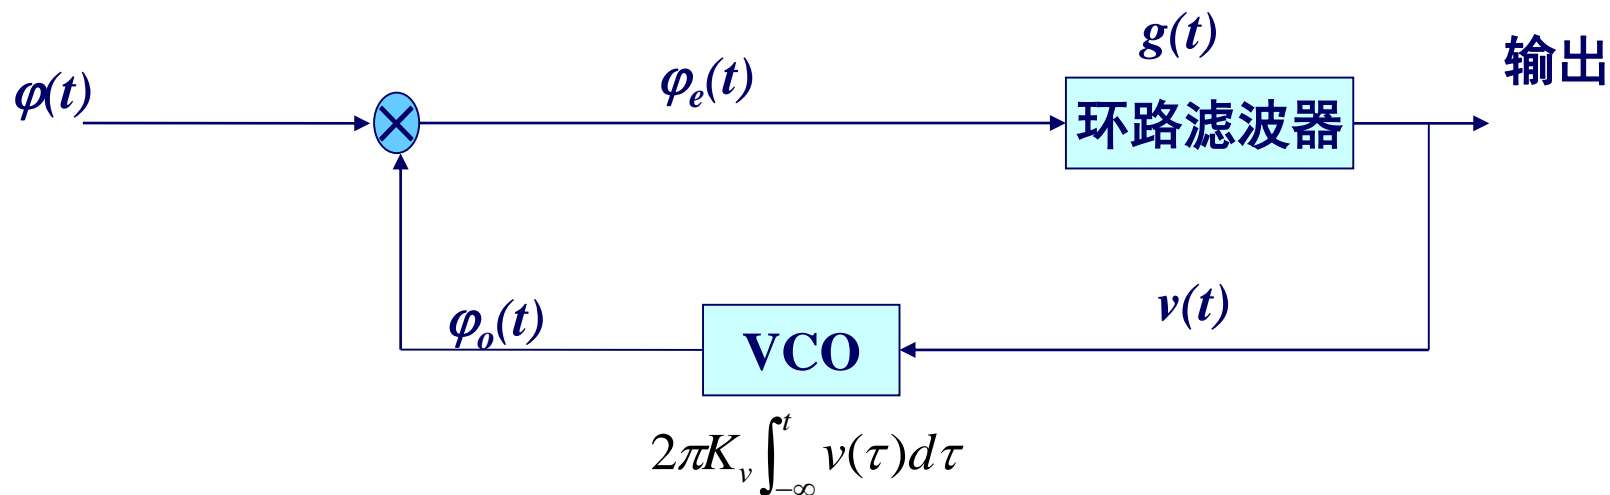 g(t)
输出
φ(t)
φₑ(t)
环路滤波器
v(t)
φₒ(t)
VCO
2πKᵥ∫₋∞ᵗ v(τ)dτ